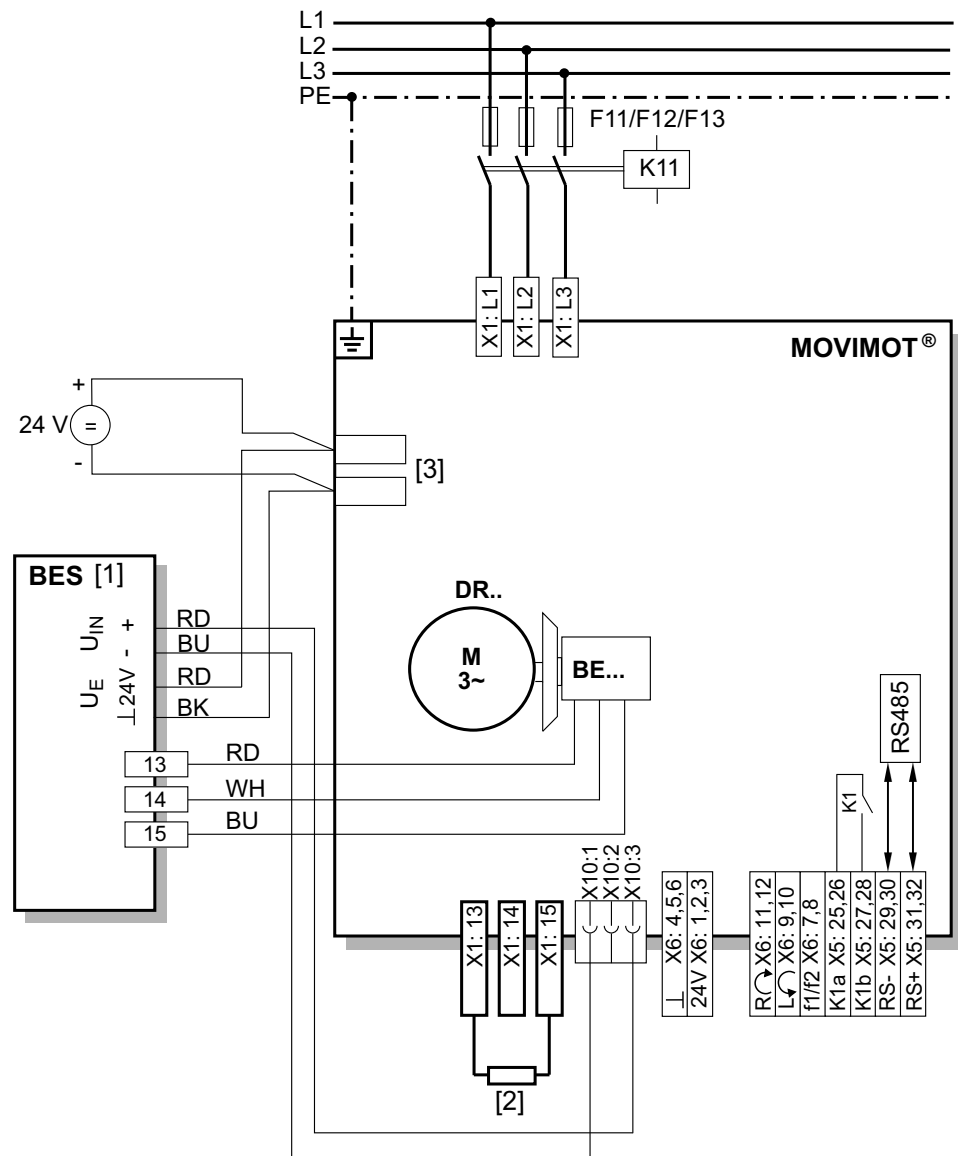 L1
L2
L3
PE
F11/F12/F13
K11
X1: L1
X1: L2
X1: L3
MOVIMOT®
+
24 V
=
-
[3]
BES [1]
UIN
- +
UE
⊥ 24V
RD
BU
RD
BK
13
RD
14
WH
15
BU
DR..
M
3~
BE...
RS485
K1
X10:1
X10:2
X10:3
X1: 13
X1: 14
X1: 15
⊥ X6: 4,5,6
24V X6: 1,2,3
R X6: 11,12
L X6: 9,10
f1/f2 X6: 7,8
K1a X5: 25,26
K1b X5: 27,28
RS- X5: 29,30
RS+ X5: 31,32
[2]